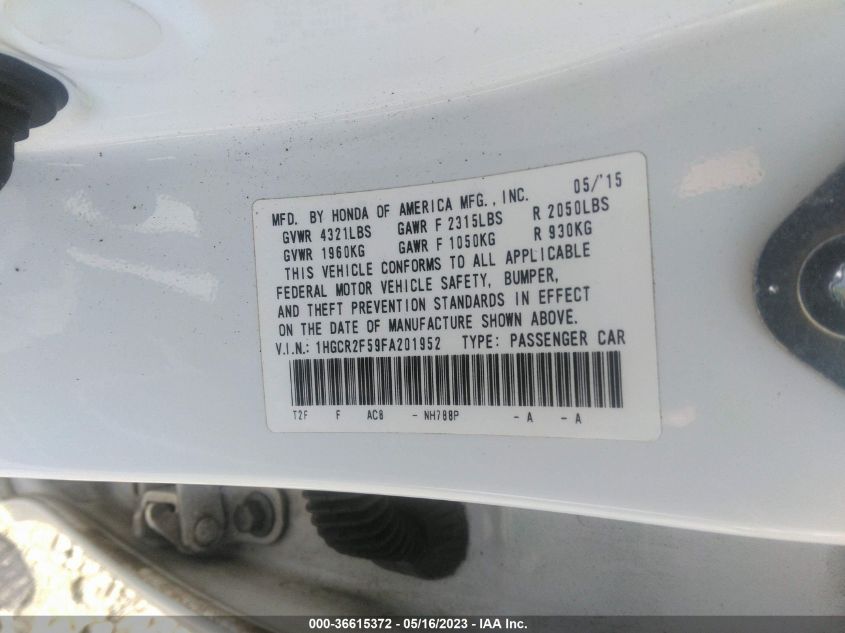 MFD. BY HONDA OF AMERICA MFG., INC. 05/'15
GVWR 4321LBS GAWR F 2315LBS R 2050LBS
GVWR 1960KG GAWR F 1050KG R 930KG
THIS VEHICLE CONFORMS TO ALL APPLICABLE
FEDERAL MOTOR VEHICLE SAFETY, BUMPER,
AND THEFT PREVENTION STANDARDS IN EFFECT
ON THE DATE OF MANUFACTURE SHOWN ABOVE.
V.I.N.: 1HGCR2F59FA201952 TYPE: PASSENGER CAR
T2F F AC8 - NH788P - A - A
000-36615372 - 05/16/2023 - IAA Inc.